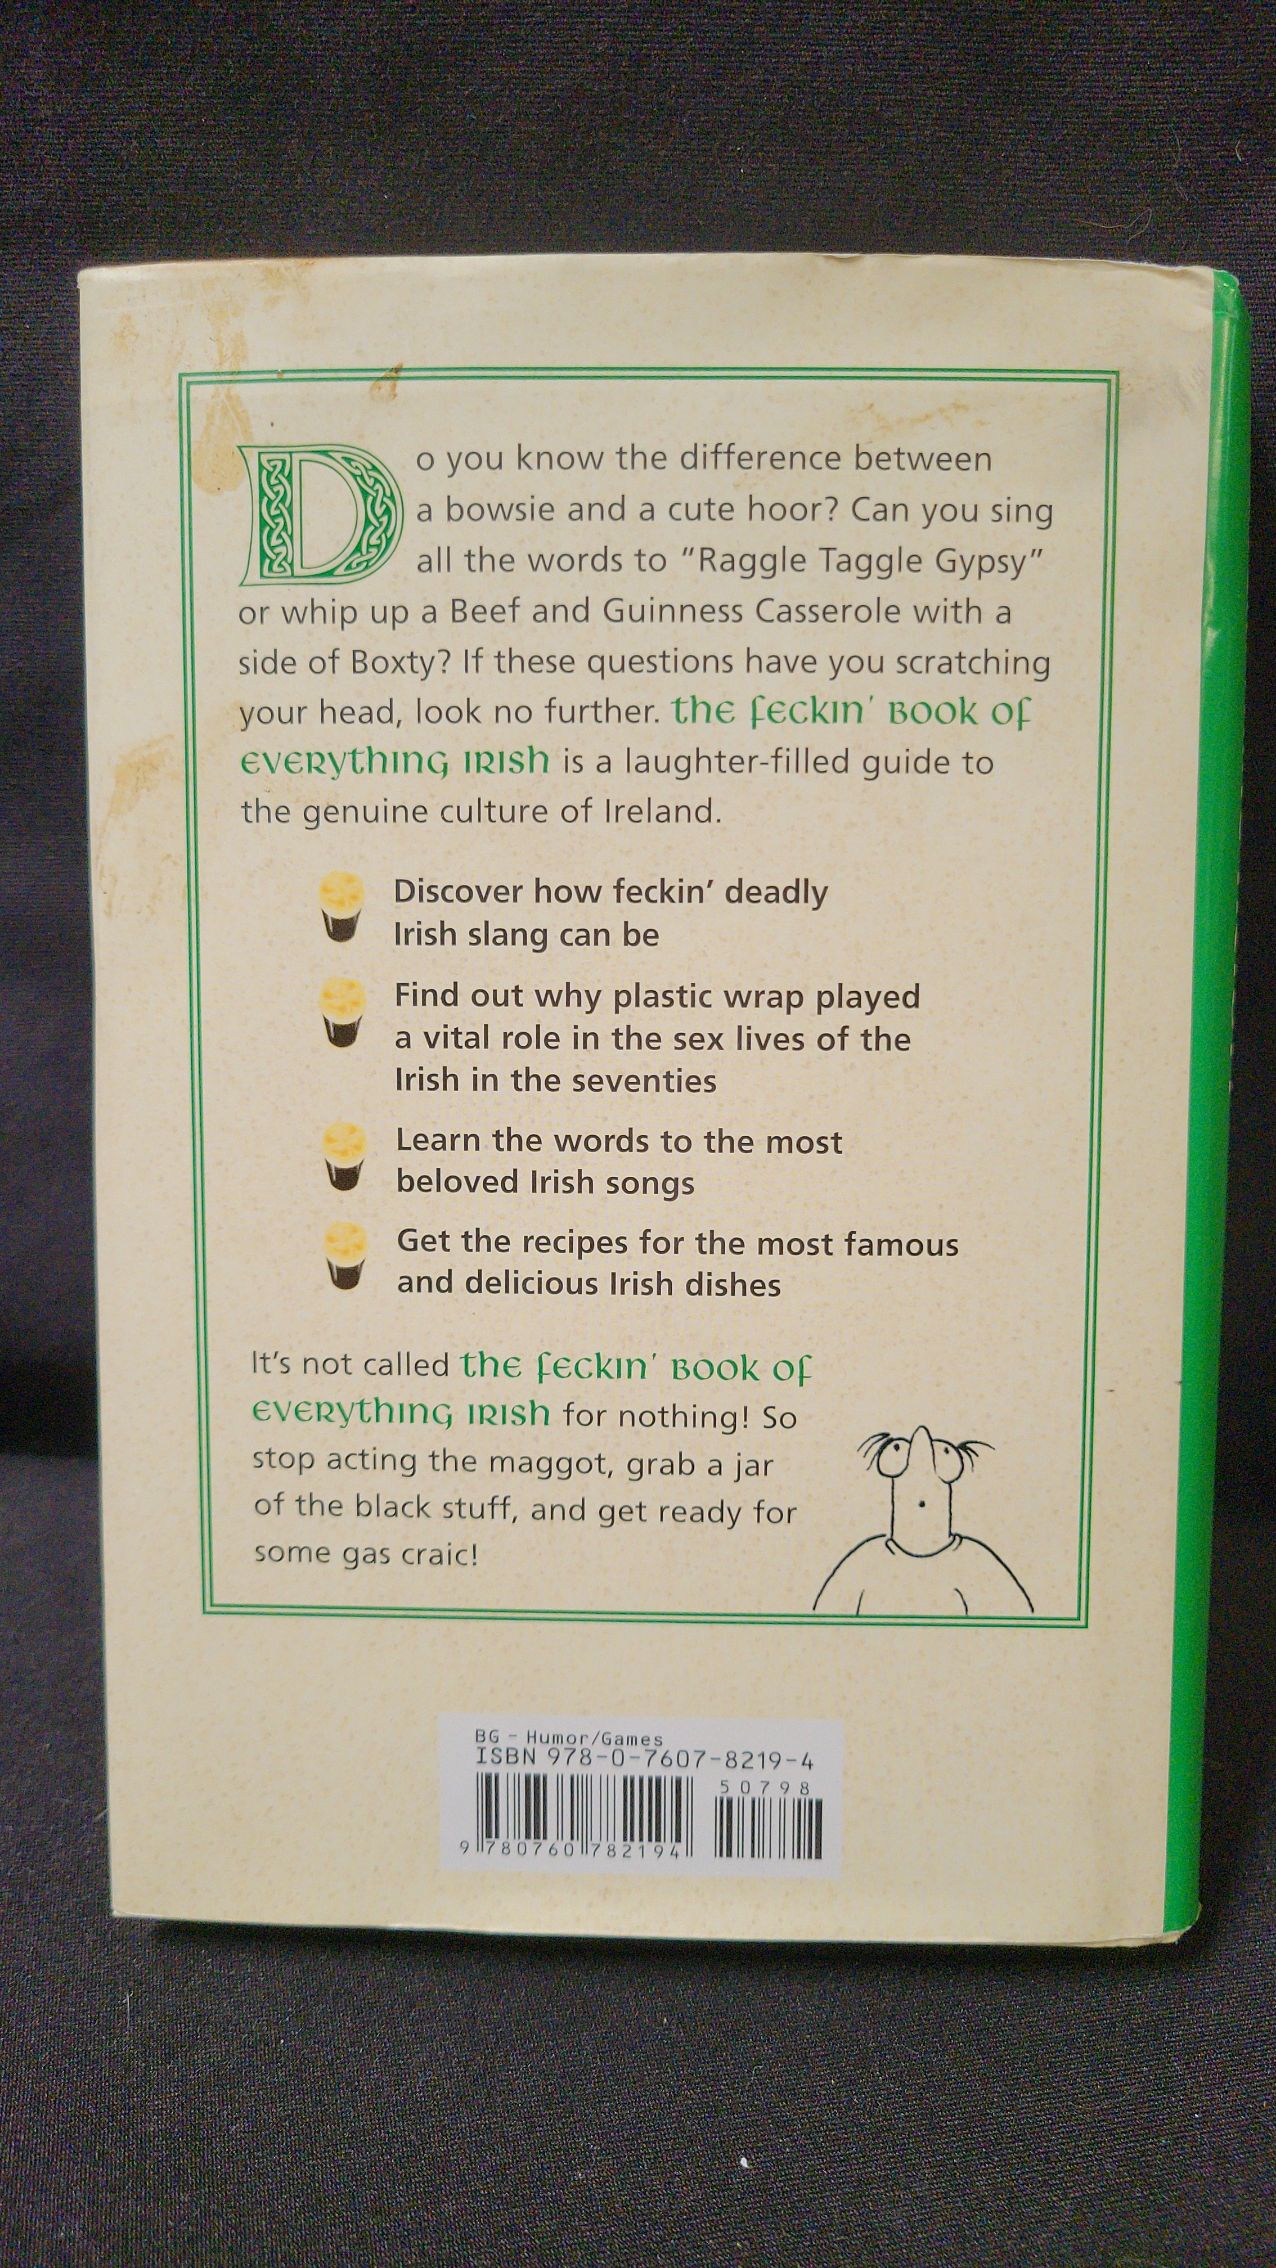 Do you know the difference between
a bowsie and a cute hoor? Can you sing
all the words to "Raggle Taggle Gypsy"
or whip up a Beef and Guinness Casserole with a
side of Boxty? If these questions have you scratching
your head, look no further. the feckin' Book of
everything Irish is a laughter-filled guide to
the genuine culture of Ireland.
Discover how feckin' deadly
Irish slang can be
Find out why plastic wrap played
a vital role in the sex lives of the
Irish in the seventies
Learn the words to the most
beloved Irish songs
Get the recipes for the most famous
and delicious Irish dishes
It's not called the feckin' Book of
everything Irish for nothing! So
stop acting the maggot, grab a jar
of the black stuff, and get ready for
some gas craic!
BG - Humor/Games
ISBN 978-0-7607-8219-4
50798
9 780760 782194